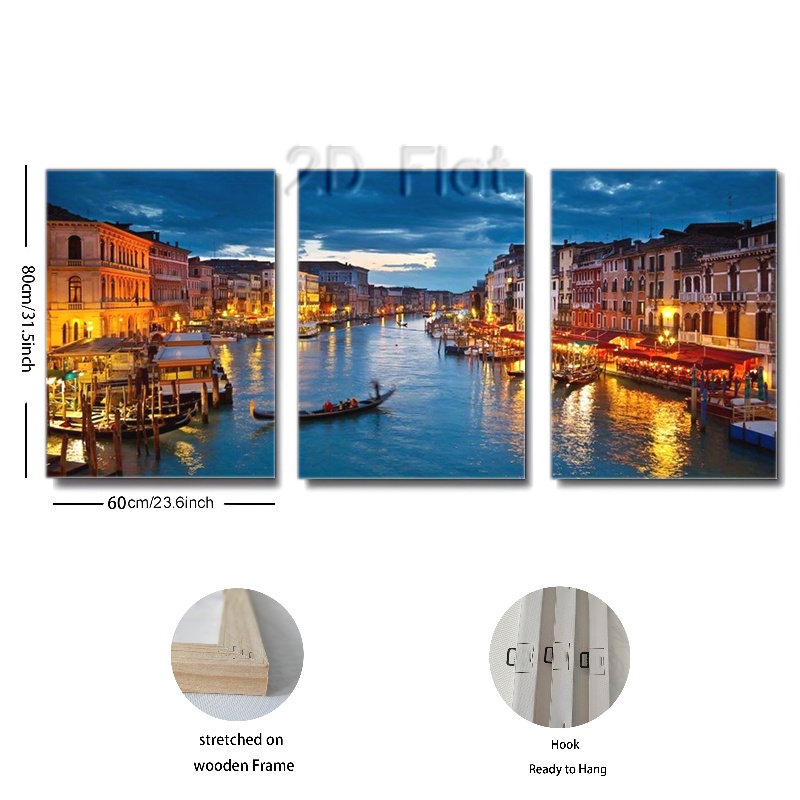 2D Flat
80cm/31.5inch
60cm/23.6inch
stretched on
wooden Frame
Hook
Ready to Hang